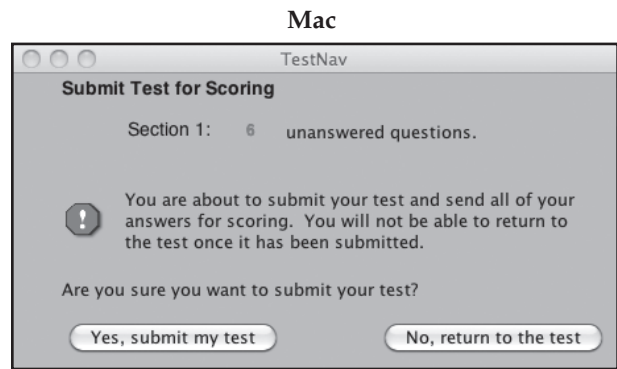 Mac
TestNav
Submit Test for Scoring
Section 1: 6 unanswered questions.
You are about to submit your test and send all of your
answers for scoring. You will not be able to return to
the test once it has been submitted.
Are you sure you want to submit your test?
Yes, submit my test No, return to the test